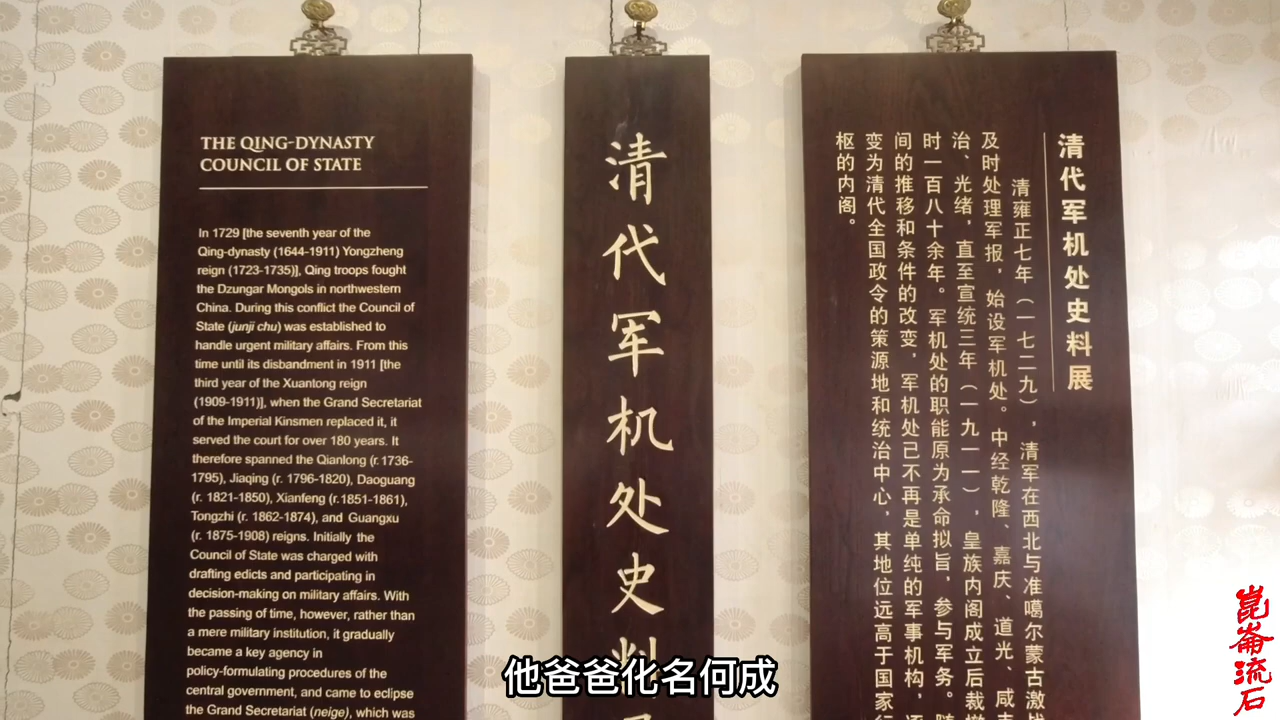 THE QING-DYNASTY
COUNCIL OF STATE
In 1729 [the seventh year of the
Qing-dynasty (1644-1911) Yongzheng
reign (1723-1735)], Qing troops fought
the Dzungar Mongols in northwestern
China. During this conflict the Council of
State (junji chu) was established to
handle urgent military affairs. From this
time until its disbandment in 1911 [the
third year of the Xuantong reign
(1909-1911)], when the Grand Secretariat
of the Imperial Kinsmen replaced it, it
served the court for over 180 years. It
therefore spanned the Qianlong (r. 1736-
1795), Jiaqing (r. 1796-1820), Daoguang
(r. 1821-1850), Xianfeng (r.1851-1861),
Tongzhi (r. 1862-1874), and Guangxu
(r. 1875-1908) reigns. Initially the
Council of State was charged with
drafting edicts and participating in
decision-making on military affairs. With
the passing of time, however, rather than
a mere military institution, it gradually
became a key agency in
policy-formulating procedures of the
central government, and came to eclipse
the Grand Secretariat (neige), which was
清代军机处史料
清代军机处史料展
清雍正七年（一七二九），清军在西北与准噶尔蒙古激
及时处理军报，始设军机处。中经乾隆、嘉庆、道光、咸
治、光绪，直至宣统三年（一九一一），皇族内阁成立后裁
时一百八十余年。军机处的职能原为承命拟旨，参与军务。随
间的推移和条件的改变，军机处已不再是单纯的军事机构，
变为清代全国政令的策源地和统治中心，其地位远高于国家行
枢的内阁。
他爸爸化名何成
崑崙流石